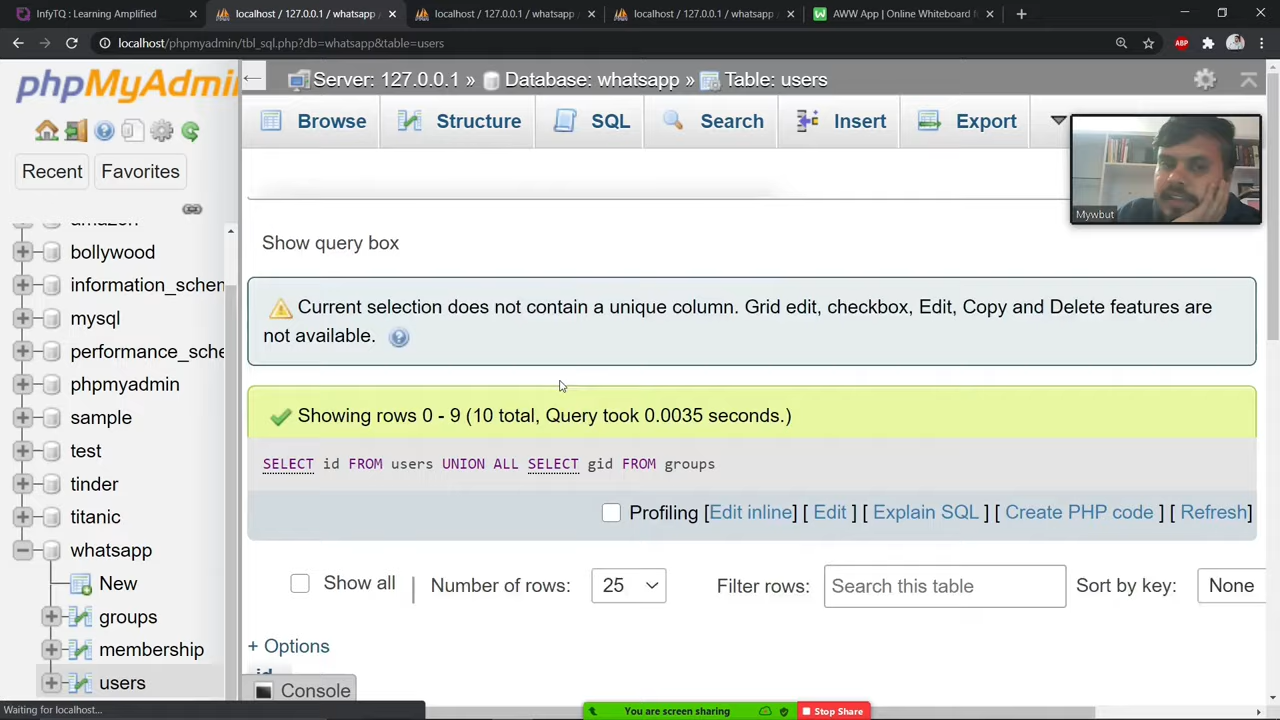 InfyTQ : Learning Amplified
localhost / 127.0.0.1 / whatsapp
localhost / 127.0.0.1 / whatsapp
localhost / 127.0.0.1 / whatsapp
AWW App | Online Whiteboard
localhost/phpmyadmin/tbl_sql.php?db=whatsapp&table=users
ABP
phpMyAdmin
Server: 127.0.0.1 » Database: whatsapp » Table: users
Browse Structure SQL Search Insert Export
Recent Favorites
Mywbut
amazon
bollywood
information_schem
mysql
performance_sche
phpmyadmin
sample
test
tinder
titanic
whatsapp
New
groups
membership
users
Show query box
Current selection does not contain a unique column. Grid edit, checkbox, Edit, Copy and Delete features are
not available.
Showing rows 0 - 9 (10 total, Query took 0.0035 seconds.)
SELECT id FROM users UNION ALL SELECT gid FROM groups
Profiling [Edit inline] [ Edit ] [ Explain SQL ] [ Create PHP code ] [ Refresh]
Show all Number of rows: 25 Filter rows: Search this table Sort by key: None
+ Options
id
Console
Waiting for localhost...
You are screen sharing Stop Share